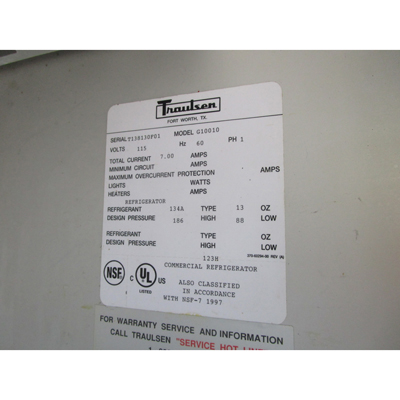 Traulsen
FORT WORTH, TX.
SERIAL T138130F01 MODEL G10010
VOLTS 115 Hz 60 PH 1
TOTAL CURRENT 7.00 AMPS
MINIMUM CIRCUIT AMPS
MAXIMUM OVERCURRENT PROTECTION AMPS
LIGHTS WATTS
HEATERS AMPS
REFRIGERATOR
REFRIGERANT 134A TYPE 13 OZ
DESIGN PRESSURE 186 HIGH 88 LOW
REFRIGERANT TYPE OZ
DESIGN PRESSURE HIGH LOW
123H
COMMERCIAL REFRIGERATOR
NSF C UL US
ALSO CLASSIFIED
IN ACCORDANCE
WITH NSF-7 1997
FOR WARRANTY SERVICE AND INFORMATION
CALL TRAULSEN "SERVICE HOT LINE